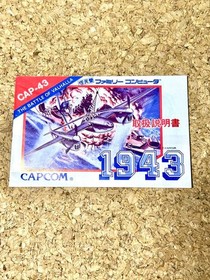 CAP-43
THE BATTLE OF VALHALLA
ファミリー コンピュータ
取扱説明書
1943
CAPCOM®